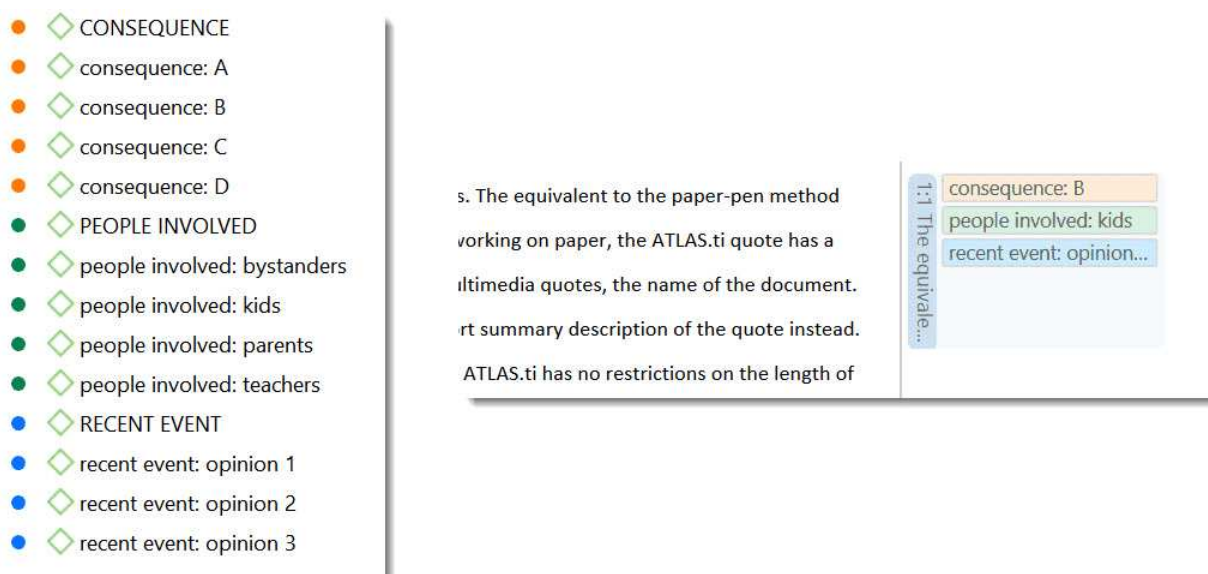 CONSEQUENCE
consequence: A
consequence: B
consequence: C
consequence: D
PEOPLE INVOLVED
people involved: bystanders
people involved: kids
people involved: parents
people involved: teachers
RECENT EVENT
recent event: opinion 1
recent event: opinion 2
recent event: opinion 3
s. The equivalent to the paper-pen method
working on paper, the ATLAS.ti quote has a
ultimedia quotes, the name of the document.
rt summary description of the quote instead.
ATLAS.ti has no restrictions on the length of
1:1 The equivale...
consequence: B
people involved: kids
recent event: opinion...